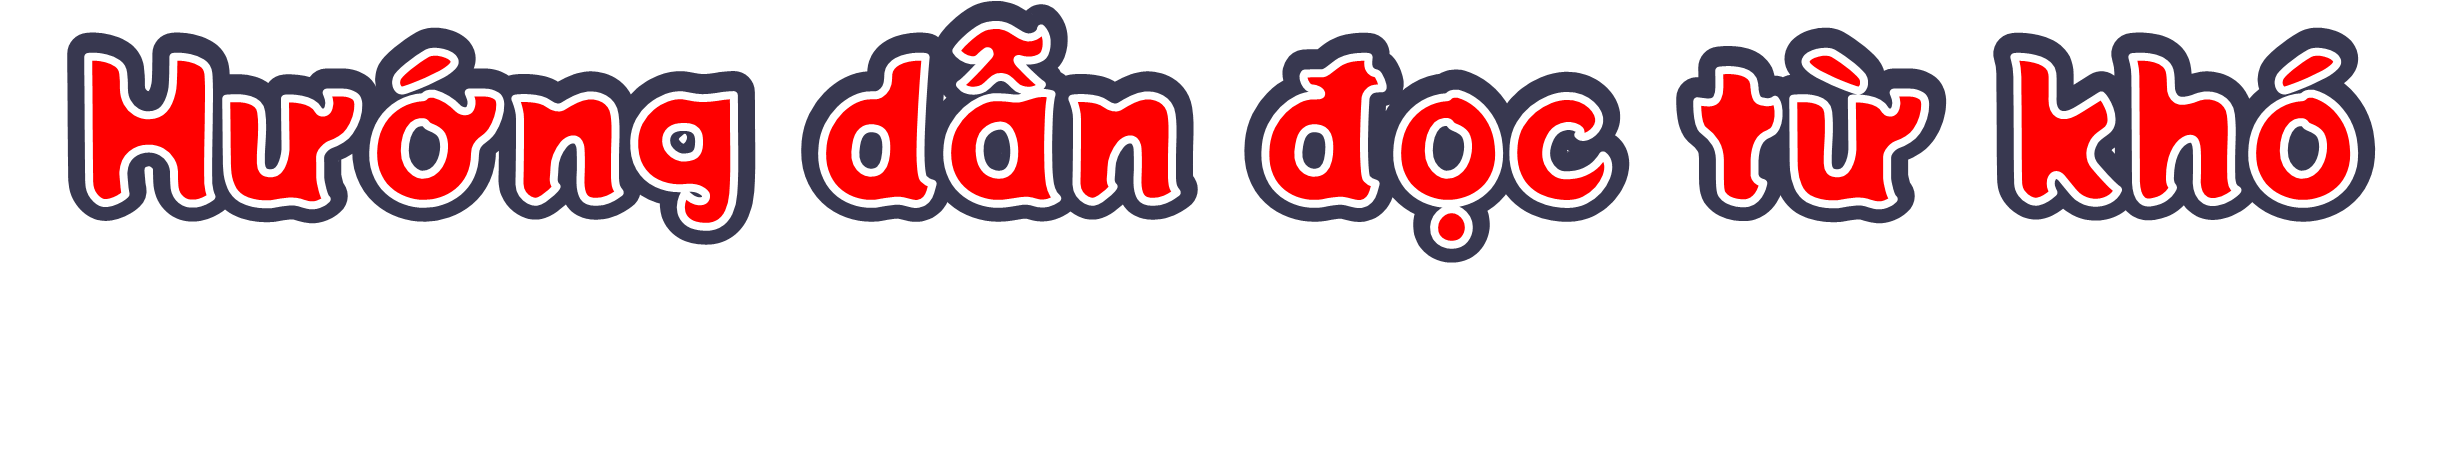 Hướng dẫn đọc từ khó